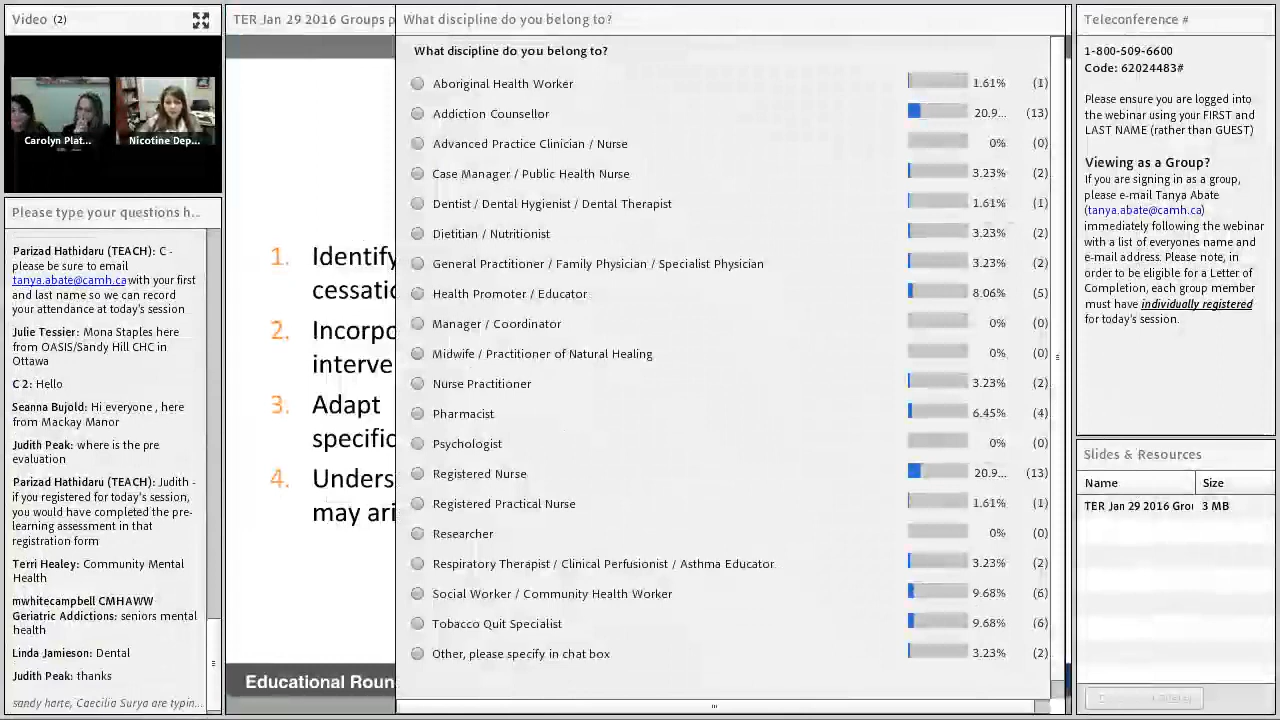 Video (2)
Carolyn Plat...
Nicotine Dep...
Please type your questions h...
Parizad Hathidaru (TEACH): C -
please be sure to email
tanya.abate@camh.ca with your first
and last name so we can record
your attendance at today's session
Julie Tessier: Mona Staples here
from OASIS/Sandy Hill CHC in
Ottawa
C 2: Hello
Seanna Bujold: Hi everyone , here
from Mackay Manor
Judith Peak: where is the pre
evaluation
Parizad Hathidaru (TEACH): Judith -
if you registered for today's session,
you would have completed the pre-
learning assessment in that
registration form
Terri Healey: Community Mental
Health
mwhitecampbell CMHAWW
Geriatric Addictions: seniors mental
health
Linda Jamieson: Dental
Judith Peak: thanks
sandy harte, Caecilia Surya are typin...
TER Jan 29 2016 Groups p
1. Identify
cessatio
2. Incorpo
interve
3. Adapt
specific
4. Unders
may ari
Educational Roun
What discipline do you belong to?
What discipline do you belong to?
Aboriginal Health Worker 1.61% (1)
Addiction Counsellor 20.9... (13)
Advanced Practice Clinician / Nurse 0% (0)
Case Manager / Public Health Nurse 3.23% (2)
Dentist / Dental Hygienist / Dental Therapist 1.61% (1)
Dietitian / Nutritionist 3.23% (2)
General Practitioner / Family Physician / Specialist Physician 3.23% (2)
Health Promoter / Educator 8.06% (5)
Manager / Coordinator 0% (0)
Midwife / Practitioner of Natural Healing 0% (0)
Nurse Practitioner 3.23% (2)
Pharmacist 6.45% (4)
Psychologist 0% (0)
Registered Nurse 20.9... (13)
Registered Practical Nurse 1.61% (1)
Researcher 0% (0)
Respiratory Therapist / Clinical Perfusionist / Asthma Educator 3.23% (2)
Social Worker / Community Health Worker 9.68% (6)
Tobacco Quit Specialist 9.68% (6)
Other, please specify in chat box 3.23% (2)
Teleconference #
1-800-509-6600
Code: 62024483#
Please ensure you are logged into
the webinar using your FIRST and
LAST NAME (rather than GUEST)
Viewing as a Group?
If you are signing in as a group,
please e-mail Tanya Abate
(tanya.abate@camh.ca)
immediately following the webinar
with a list of everyones name and
e-mail address. Please note, in
order to be eligible for a Letter of
Completion, each group member
must have individually registered
for today's session.
Slides & Resources
Name Size
TER Jan 29 2016 Grou 3 MB